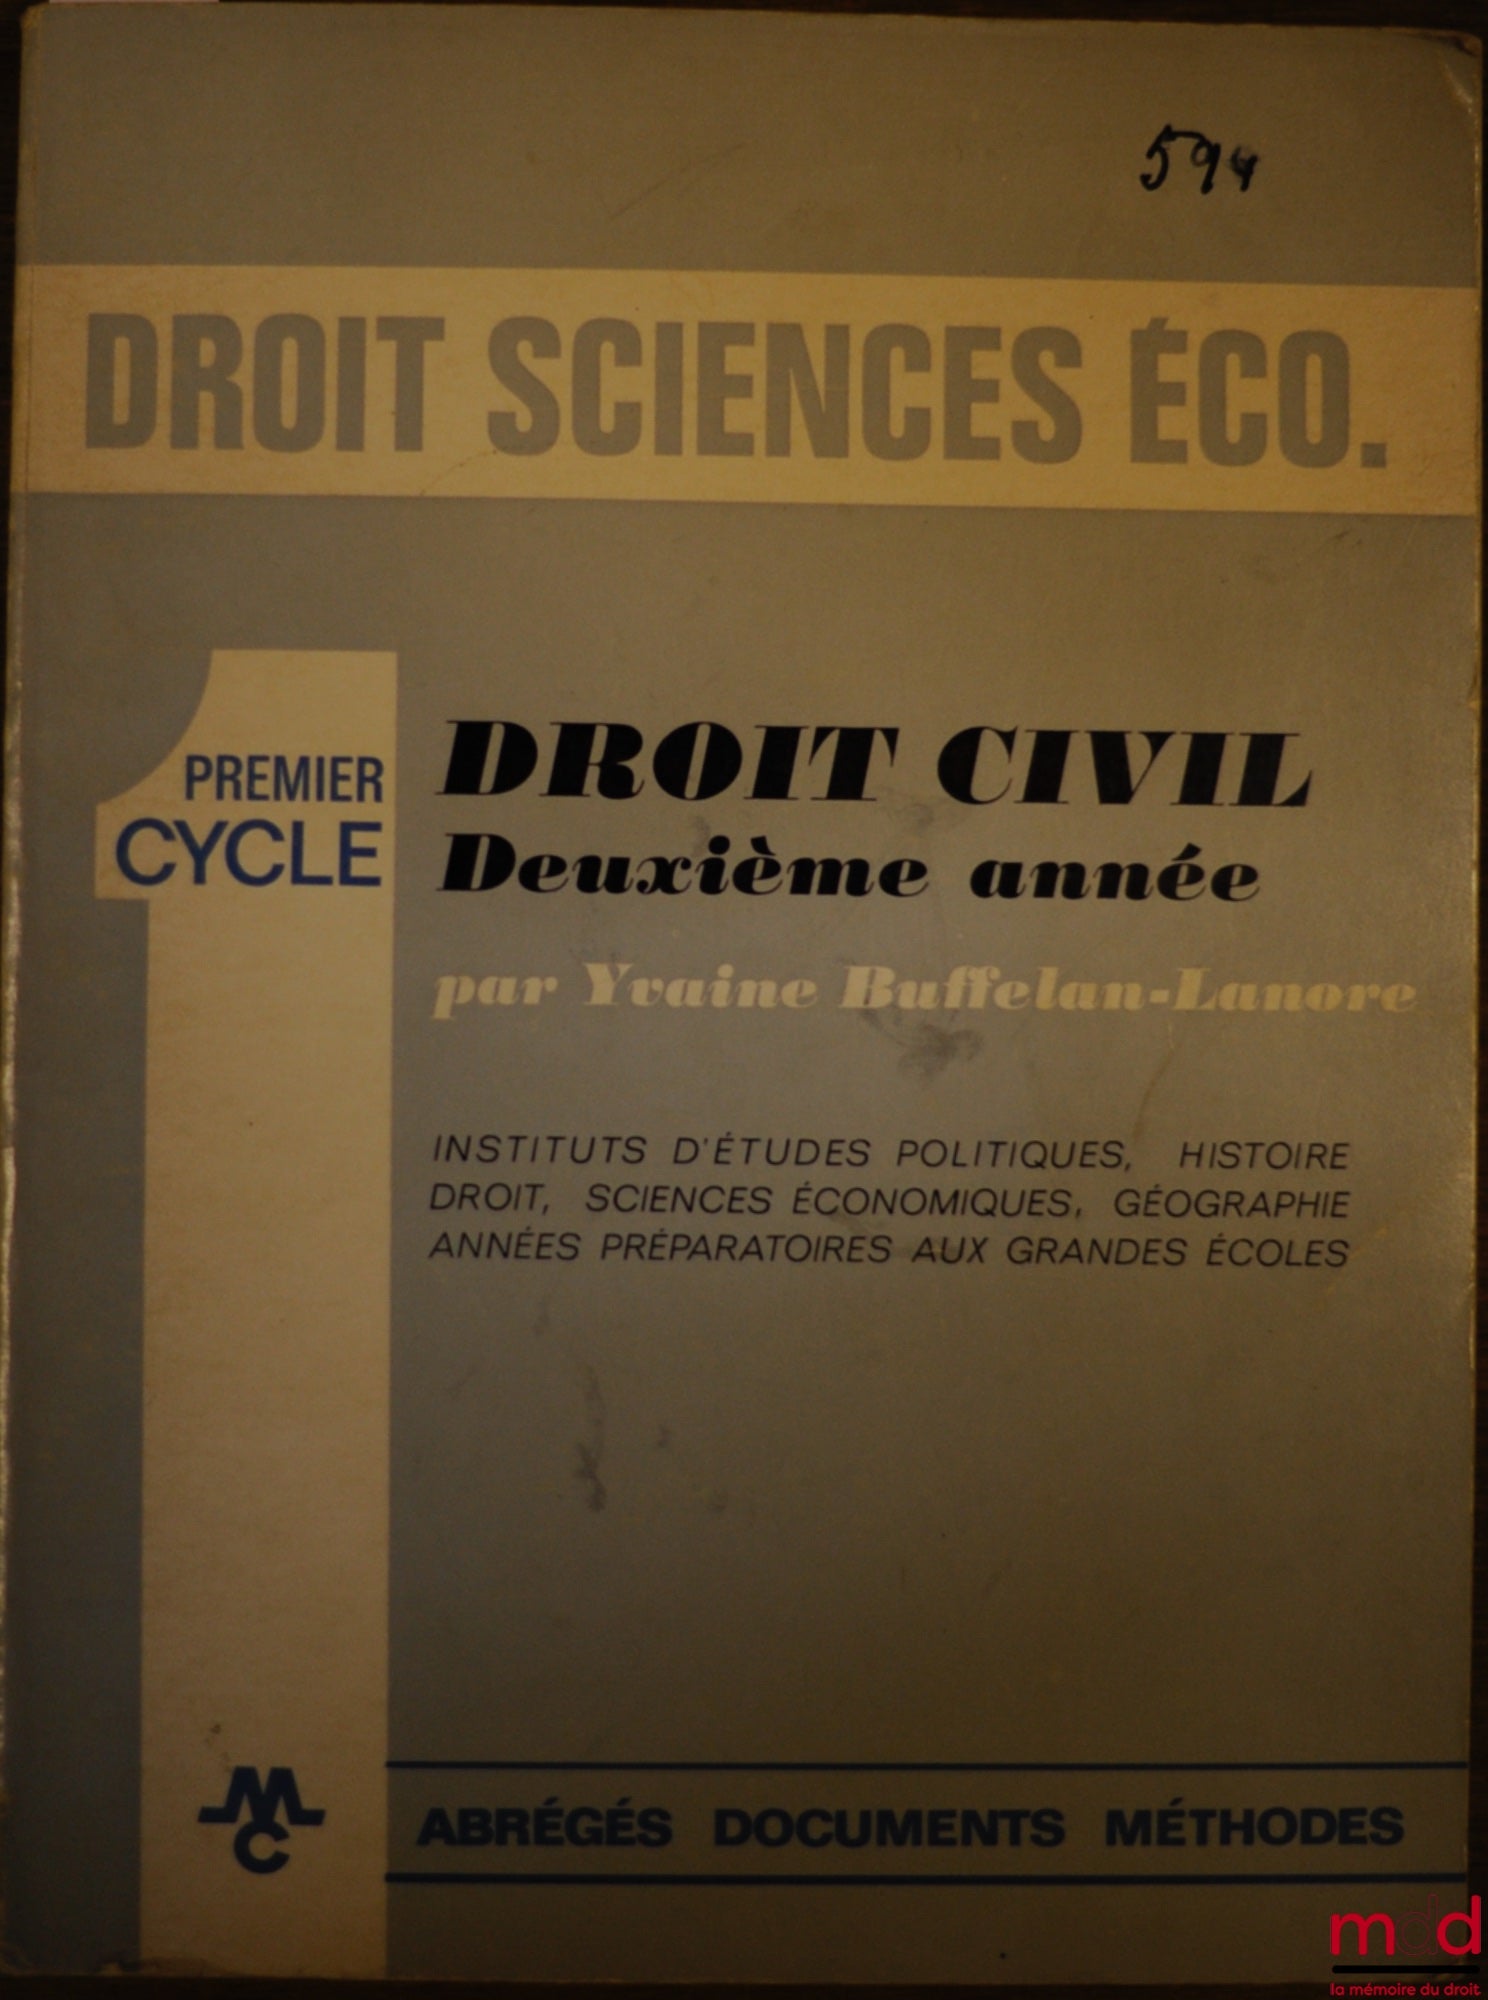 594
DROIT SCIENCES ÉCO.
PREMIER
CYCLE
DROIT CIVIL
Deuxième année
par Yvaine Buffelan-Lanore
INSTITUTS D'ÉTUDES POLITIQUES, HISTOIRE
DROIT, SCIENCES ÉCONOMIQUES, GÉOGRAPHIE
ANNÉES PRÉPARATOIRES AUX GRANDES ÉCOLES
M
C
ABRÉGÉS DOCUMENTS MÉTHODES
mdd
la mémoire du droit